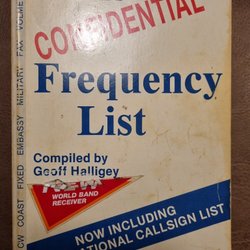 CONFIDENTIAL
Frequency
List
Compiled by
Geoff Halligey
WORLD BAND
RECEIVER
NOW INCLUDING
CALLSIGN LIST
CW COAST FIXED EMBASSY MILITARY FAX